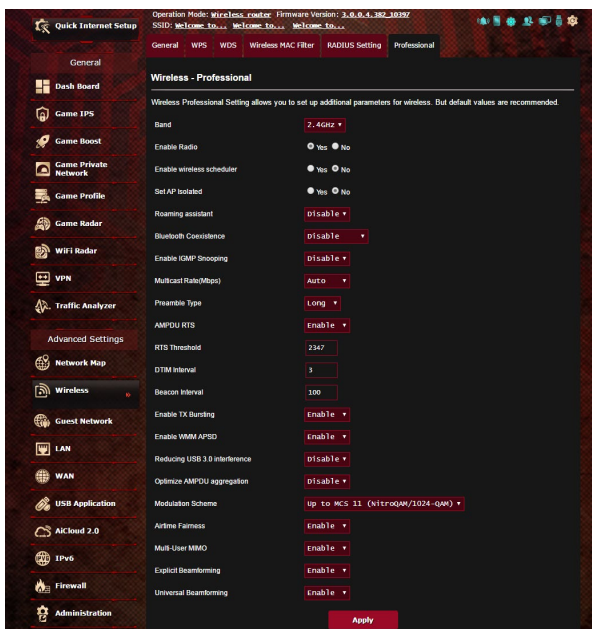 Quick Internet Setup
General
Dash Board
Game IPS
Game Boost
Game Private
Network
Game Profile
Game Radar
WiFi Radar
VPN
Traffic Analyzer
Advanced Settings
Network Map
Wireless
Guest Network
LAN
WAN
USB Application
AiCloud 2.0
IPv6
Firewall
Administration
Operation Mode: Wireless router Firmware Version: 3.0.0.4.382_10397
SSID: Welcome to... Welcome to... Welcome to...
General WPS WDS Wireless MAC Filter RADIUS Setting Professional
Wireless - Professional
Wireless Professional Setting allows you to set up additional parameters for wireless. But default values are recommended.
Band 2.4GHz
Enable Radio Yes No
Enable wireless scheduler Yes No
Set AP Isolated Yes No
Roaming assistant Disable
Bluetooth Coexistence Disable
Enable IGMP Snooping Disable
Multicast Rate(Mbps) Auto
Preamble Type Long
AMPDU RTS Enable
RTS Threshold 2347
DTIM Interval 3
Beacon Interval 100
Enable TX Bursting Enable
Enable WMM APSD Enable
Reducing USB 3.0 interference Disable
Optimize AMPDU aggregation Disable
Modulation Scheme Up to MCS 11 (NitroQAM/1024-QAM)
Airtime Fairness Enable
Multi-User MIMO Enable
Explicit Beamforming Enable
Universal Beamforming Enable
Apply